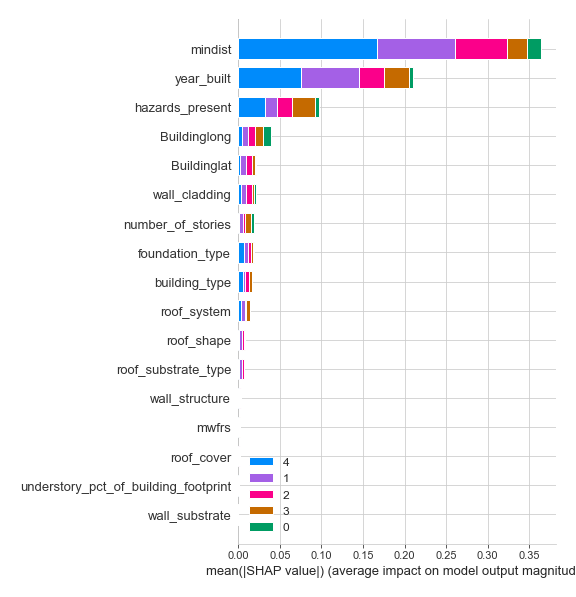 mindist
year_built
hazards_present
Buildinglong
Buildinglat
wall_cladding
number_of_stories
foundation_type
building_type
roof_system
roof_shape
roof_substrate_type
wall_structure
mwfrs
roof_cover
understory_pct_of_building_footprint
wall_substrate
4
1
2
3
0
0.00 0.05 0.10 0.15 0.20 0.25 0.30 0.35
mean(|SHAP value|) (average impact on model output magnitud